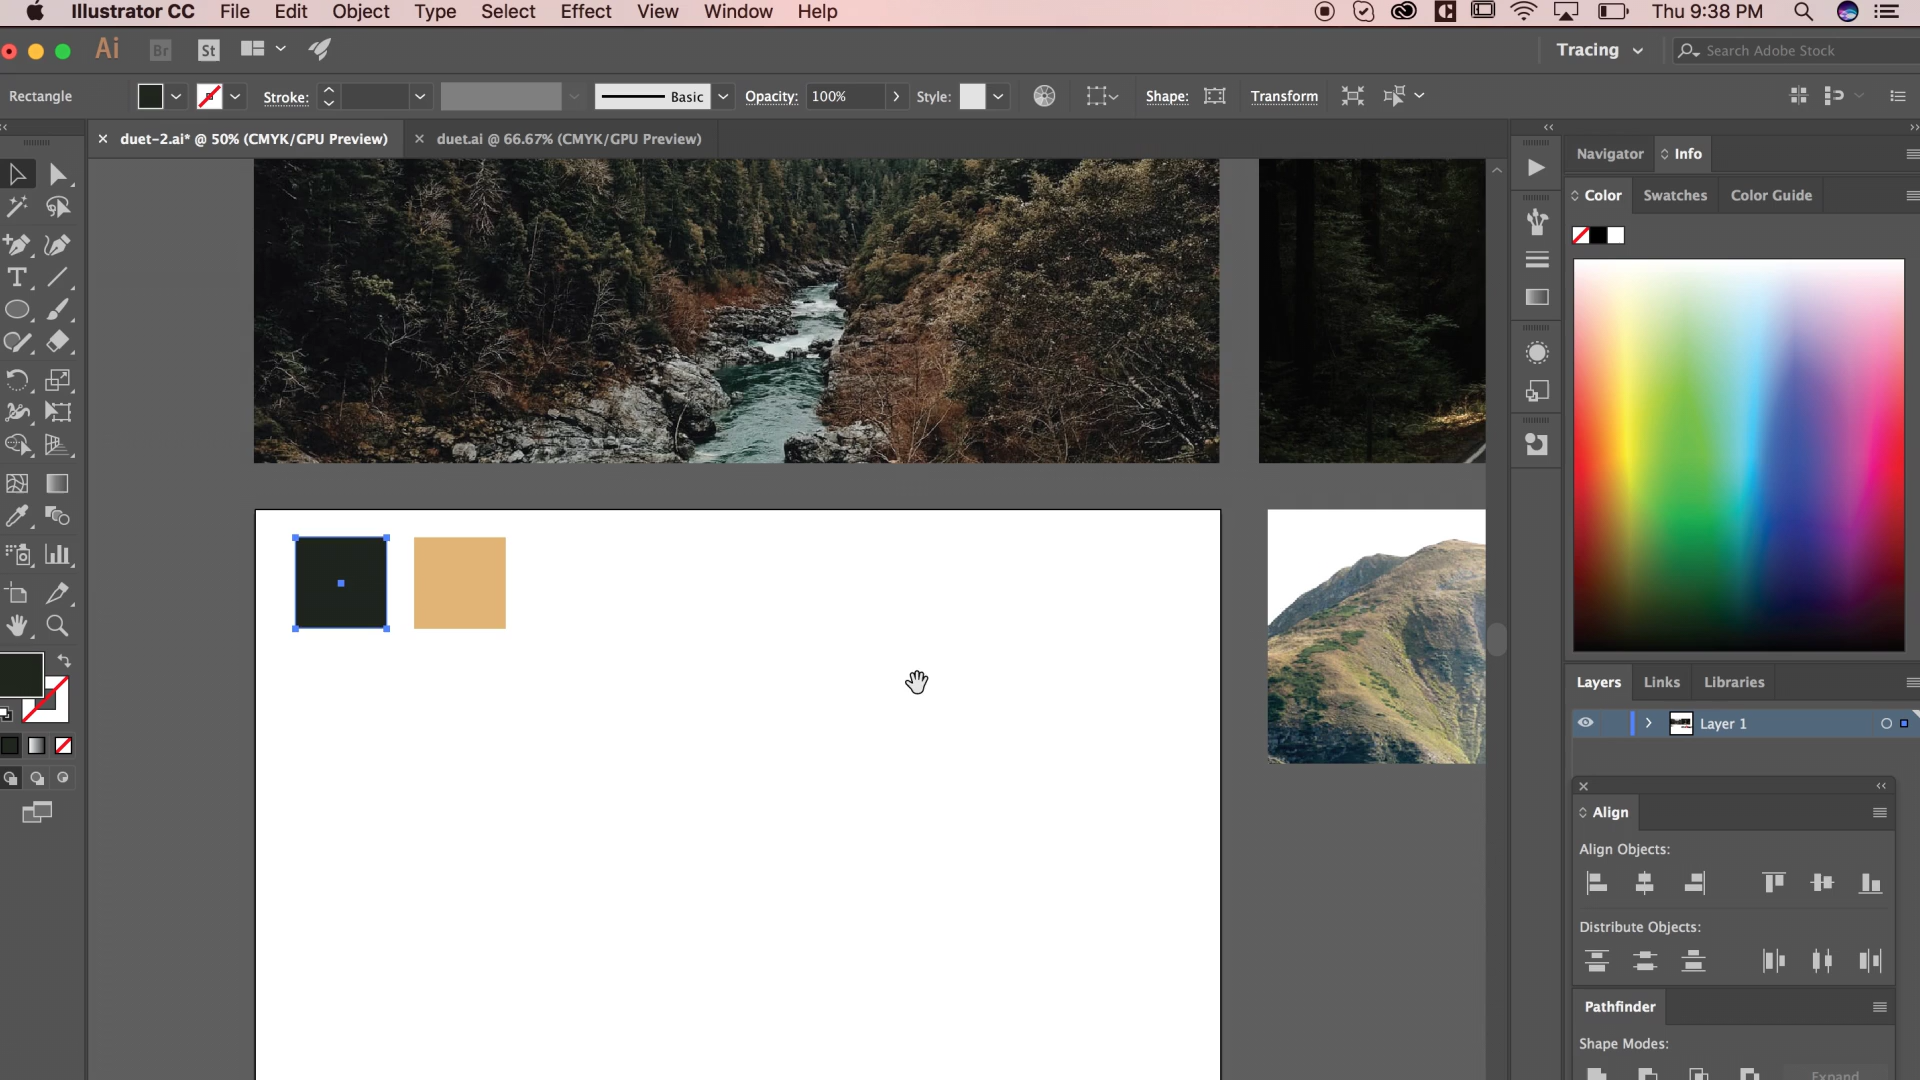 Illustrator CC File Edit Object Type Select Effect View Window Help Thu 9:38 PM
Ai Br St Tracing Search Adobe Stock
Rectangle Stroke: Basic Opacity: 100% Style: Shape: Transform
duet-2.ai* @ 50% (CMYK/GPU Preview) duet.ai @ 66.67% (CMYK/GPU Preview)
Navigator Info
Color Swatches Color Guide
Layers Links Libraries
Layer 1
Align
Align Objects:
Distribute Objects:
Pathfinder
Shape Modes:
Expand